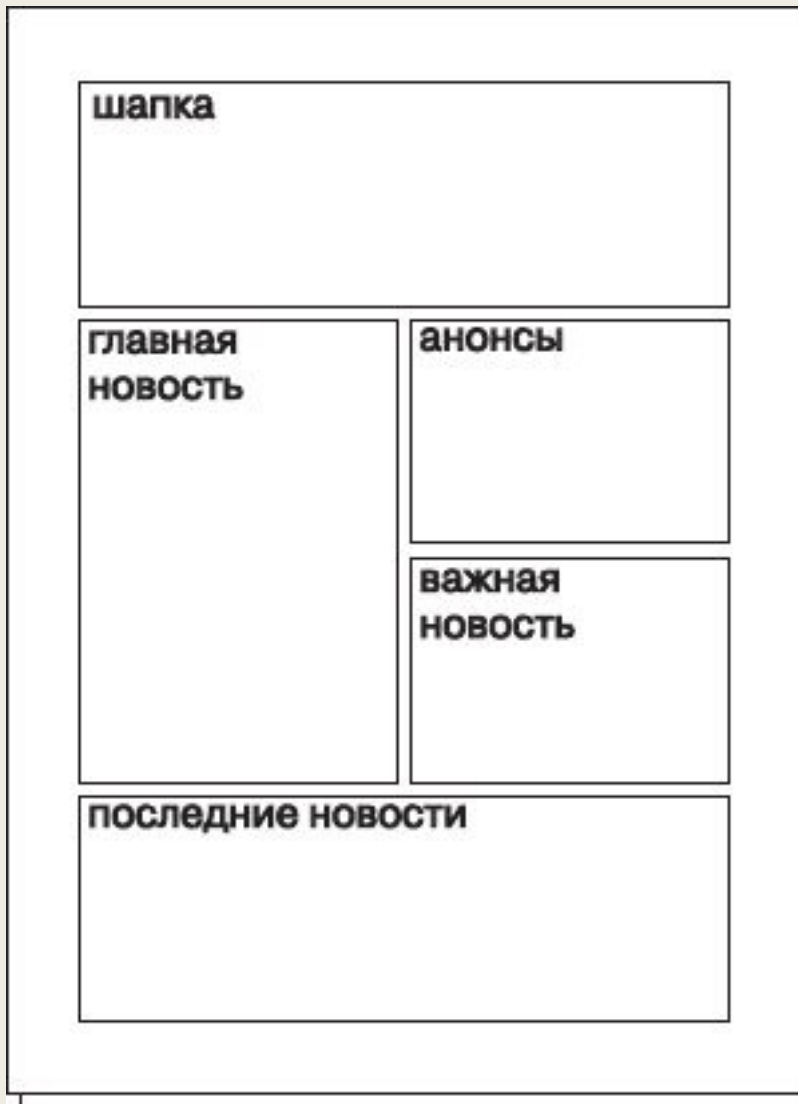 шапка
главная
новость
анонсы
важная
новость
последние новости